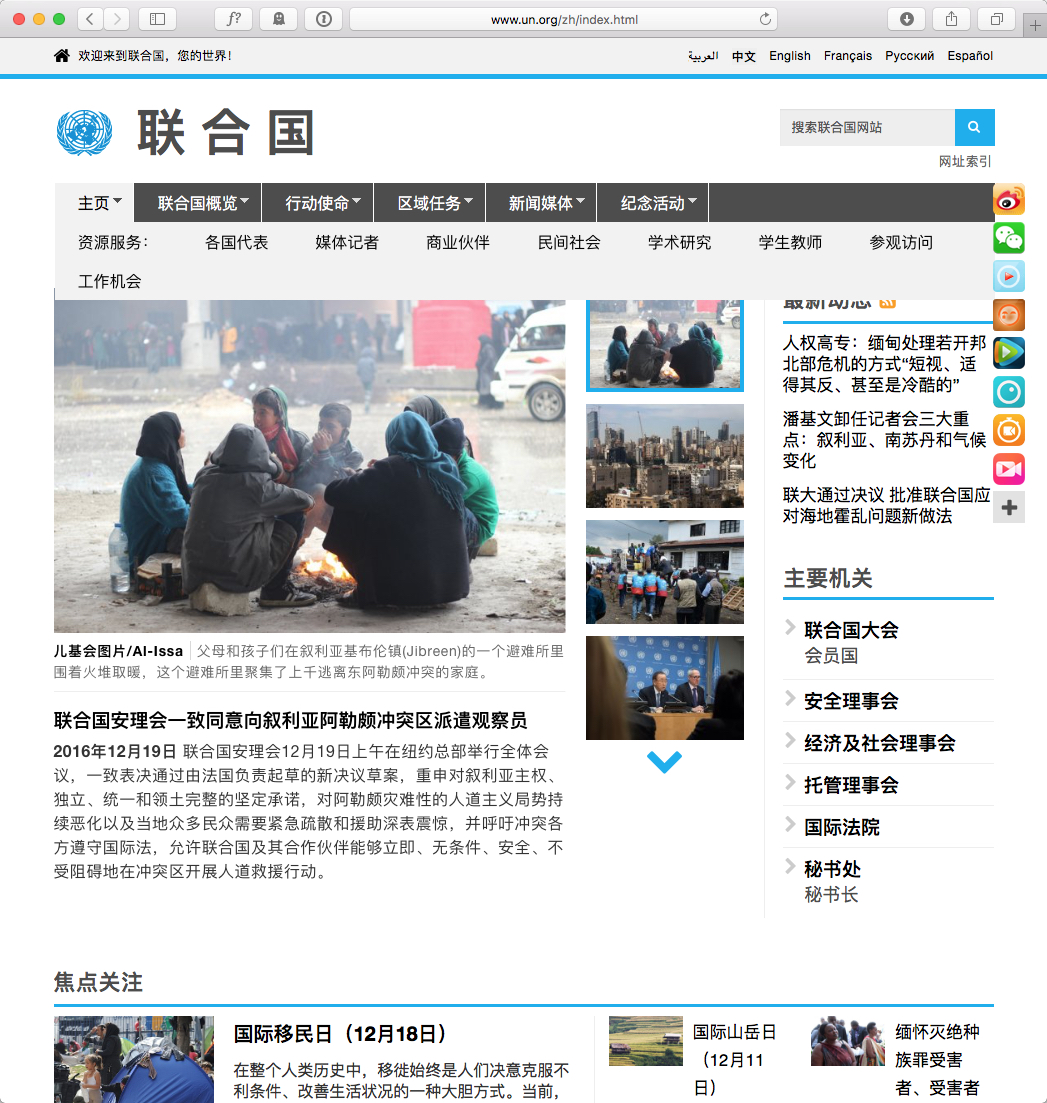 www.un.org/zh/index.html
欢迎来到联合国，您的世界！
العربية 中文 English Français Русский Español
联合国
搜索联合国网站
网址索引
主页 联合国概览 行动使命 区域任务 新闻媒体 纪念活动
资源服务： 各国代表 媒体记者 商业伙伴 民间社会 学术研究 学生教师 参观访问
工作机会
儿基会图片/Al-Issa 父母和孩子们在叙利亚基布伦镇(Jibreen)的一个避难所里
围着火堆取暖，这个避难所里聚集了上千逃离东阿勒颇冲突的家庭。
联合国安理会一致同意向叙利亚阿勒颇冲突区派遣观察员
2016年12月19日 联合国安理会12月19日上午在纽约总部举行全体会
议，一致表决通过由法国负责起草的新决议草案，重申对叙利亚主权、
独立、统一和领土完整的坚定承诺，对阿勒颇灾难性的人道主义局势持
续恶化以及当地众多民众需要紧急疏散和援助深表震惊，并呼吁冲突各
方遵守国际法，允许联合国及其合作伙伴能够立即、无条件、安全、不
受阻碍地在冲突区开展人道救援行动。
最新动态
人权高专：缅甸处理若开邦
北部危机的方式“短视、适
得其反、甚至是冷酷的”
潘基文卸任记者会三大重
点：叙利亚、南苏丹和气候
变化
联大通过决议 批准联合国应
对海地霍乱问题新做法
主要机关
联合国大会
会员国
安全理事会
经济及社会理事会
托管理事会
国际法院
秘书处
秘书长
焦点关注
国际移民日（12月18日）
在整个人类历史中，移徙始终是人们决意克服不
利条件、改善生活状况的一种大胆方式。当前，
国际山岳日
（12月11
日）
缅怀灭绝种
族罪受害
者、受害者